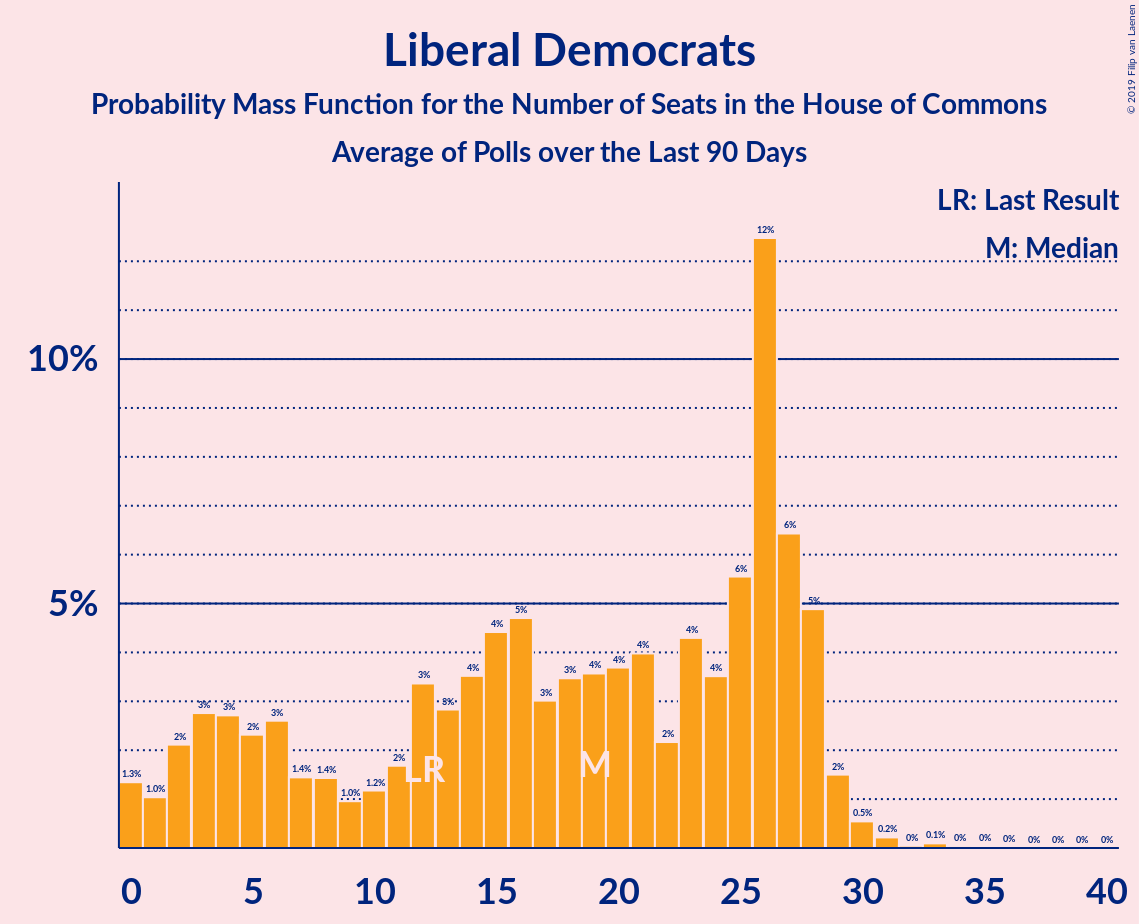 Liberal Democrats
Probability Mass Function for the Number of Seats in the House of Commons
Average of Polls over the Last 90 Days
© 2019 Filip van Laenen
LR: Last Result
M: Median
10%
5%
1.3% 1.0% 2% 3% 3% 2% 3% 1.4% 1.4% 1.0% 1.2% 2% 3% 3% 4% 4% 5% 3% 3% 4% 4% 4% 2% 4% 4% 6% 12% 6% 5% 2% 0.5% 0.2% 0% 0.1% 0% 0% 0% 0% 0% 0% 0%
LR M
0 5 10 15 20 25 30 35 40